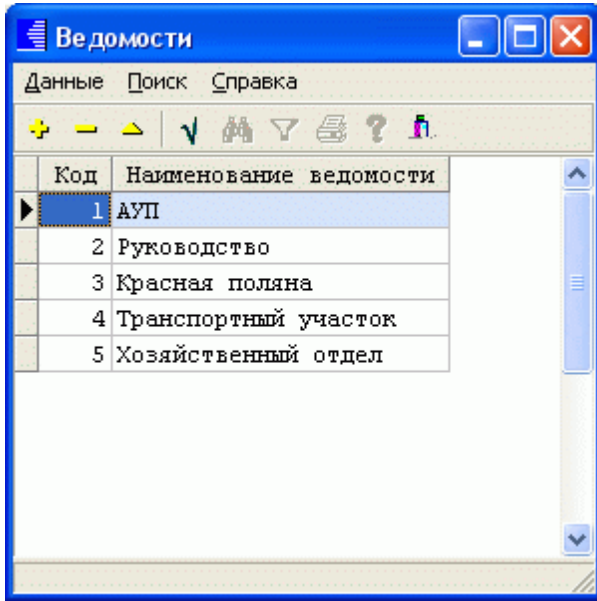 Ведомости
Данные Поиск Справка
Код Наименование ведомости
1 АУП
2 Руководство
3 Красная поляна
4 Транспортный участок
5 Хозяйственный отдел